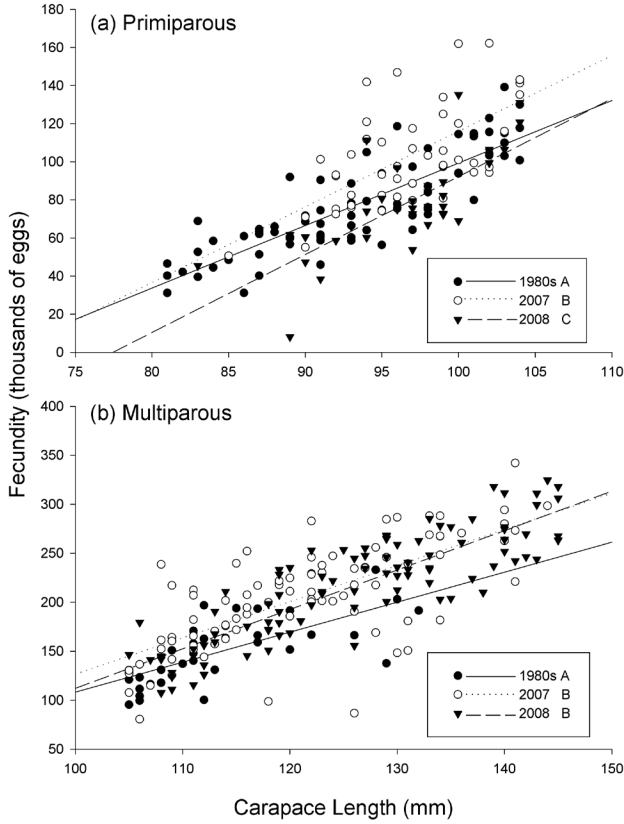 (a) Primiparous
180
160
140
120
100
80
60
40
20
0
75 80 85 90 95 100 105 110
1980s A
2007 B
2008 C
Fecundity (thousands of eggs)
(b) Multiparous
400
350
300
250
200
150
100
50
100 110 120 130 140 150
1980s A
2007 B
2008 B
Carapace Length (mm)